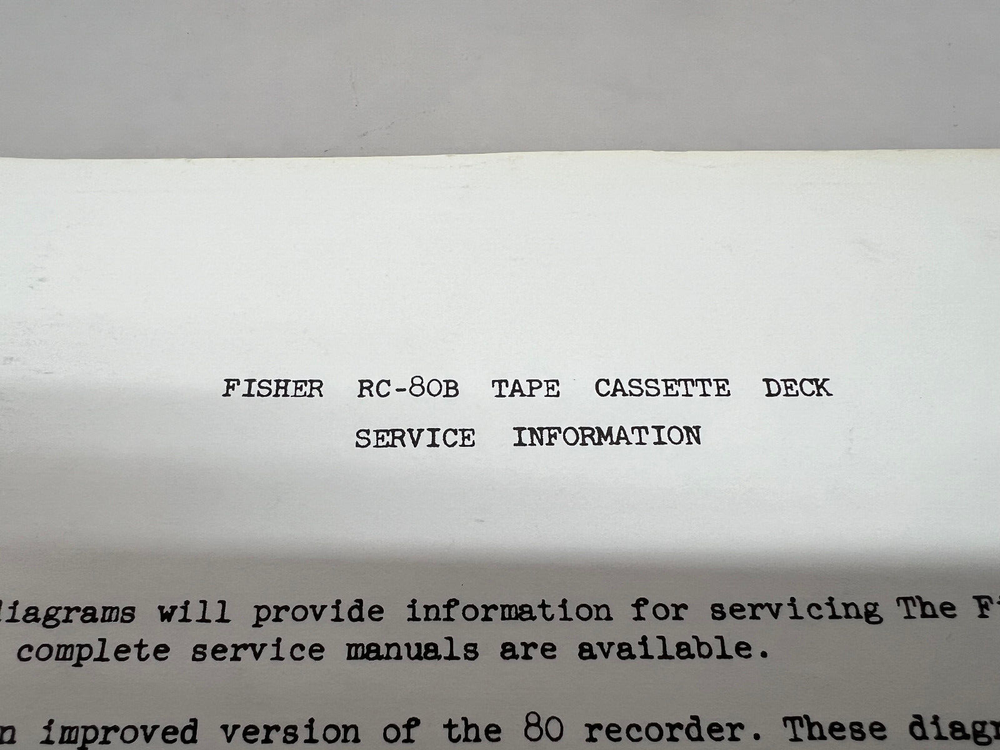 FISHER RC-80B TAPE CASSETTE DECK
SERVICE INFORMATION
diagrams will provide information for servicing The
complete service manuals are available.
improved version of the 80 recorder. These